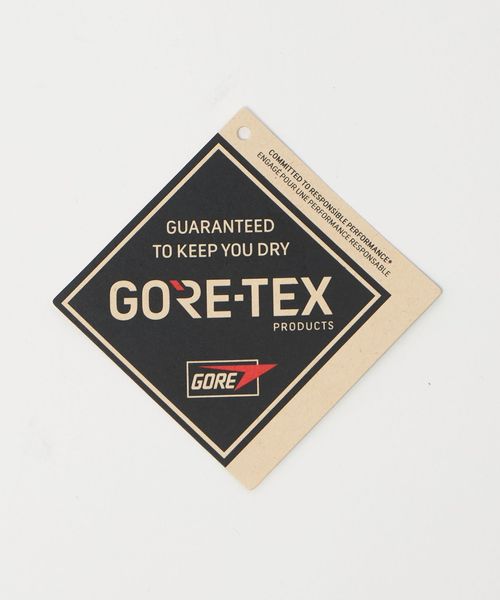 COMMITTED TO RESPONSIBLE PERFORMANCE*
ENGAGÉ POUR UNE PERFORMANCE RESPONSABLE
GUARANTEED
TO KEEP YOU DRY
GORE-TEX
PRODUCTS
GORE